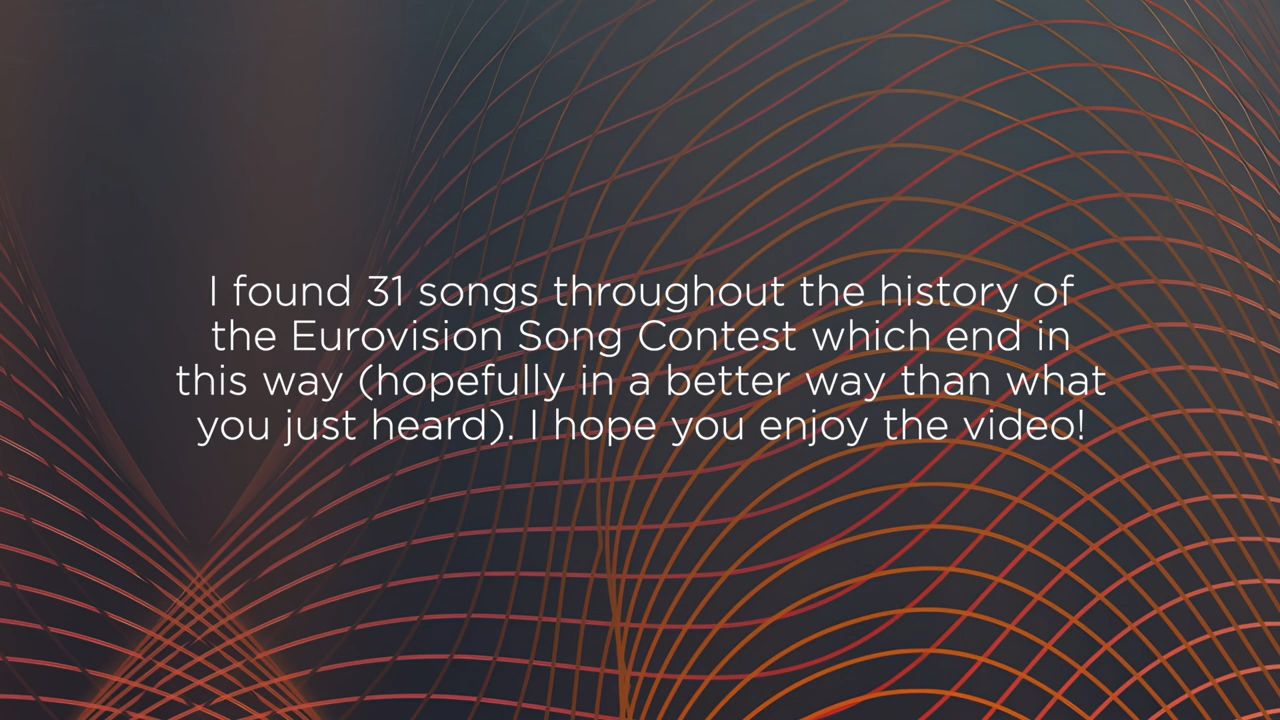 I found 31 songs throughout the history of
the Eurovision Song Contest which end in
this way (hopefully in a better way than what
you just heard). I hope you enjoy the video!